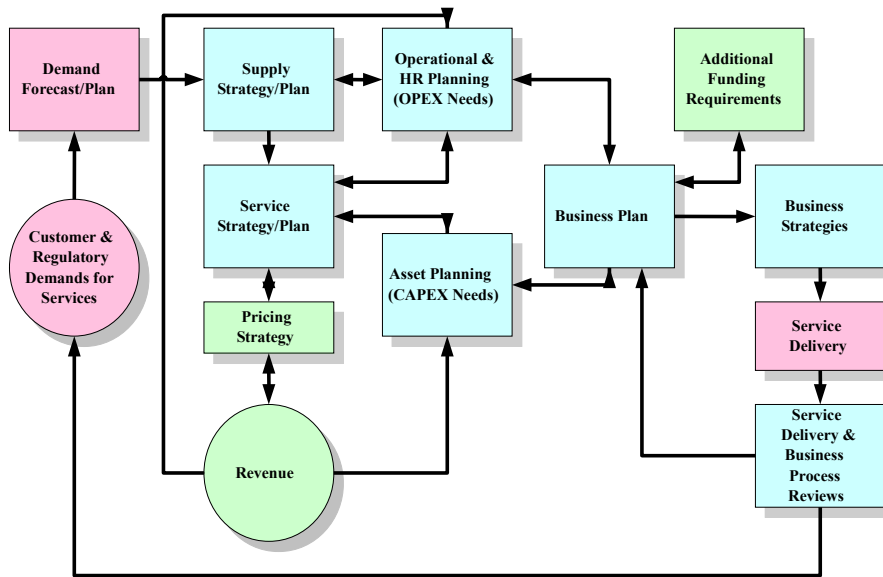 Demand
Forecast/Plan
Supply
Strategy/Plan
Operational &
HR Planning
(OPEX Needs)
Additional
Funding
Requirements
Customer &
Regulatory
Demands for
Services
Service
Strategy/Plan
Asset Planning
(CAPEX Needs)
Business Plan
Business
Strategies
Pricing
Strategy
Service
Delivery
Revenue
Service
Delivery &
Business
Process
Reviews